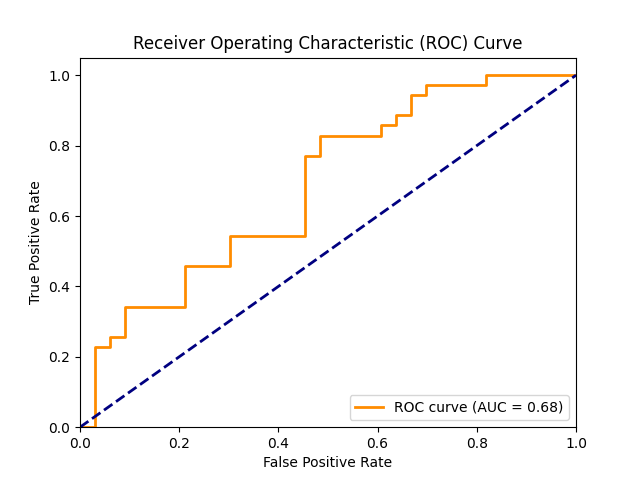 Receiver Operating Characteristic (ROC) Curve
True Positive Rate
1.0
0.8
0.6
0.4
0.2
0.0
0.0 0.2 0.4 0.6 0.8 1.0
False Positive Rate
ROC curve (AUC = 0.68)